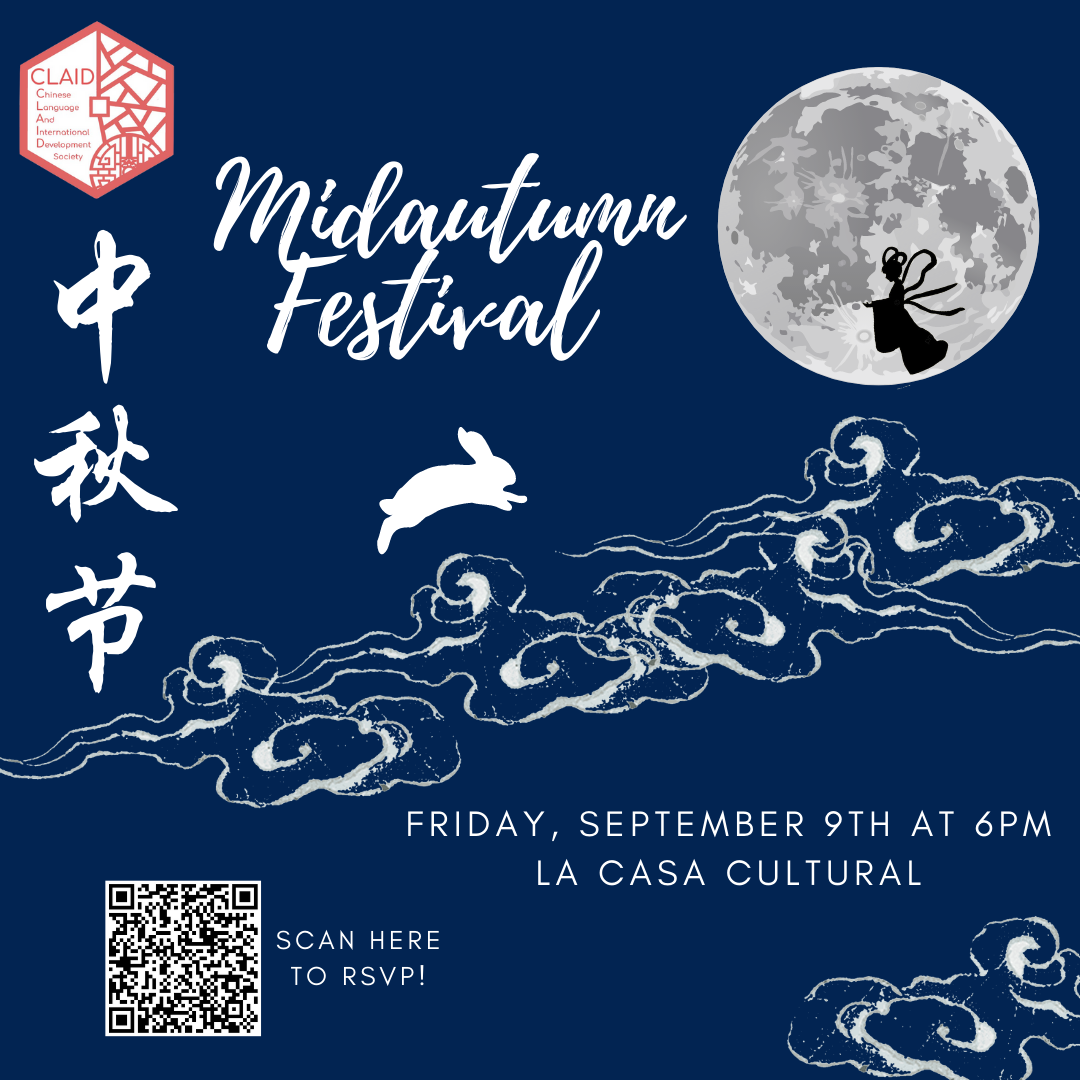 CLAID
Chinese
Language
And
International
Development
Society
Midautumn
Festival
中
秋
节
FRIDAY, SEPTEMBER 9TH AT 6PM
LA CASA CULTURAL
SCAN HERE
TO RSVP!